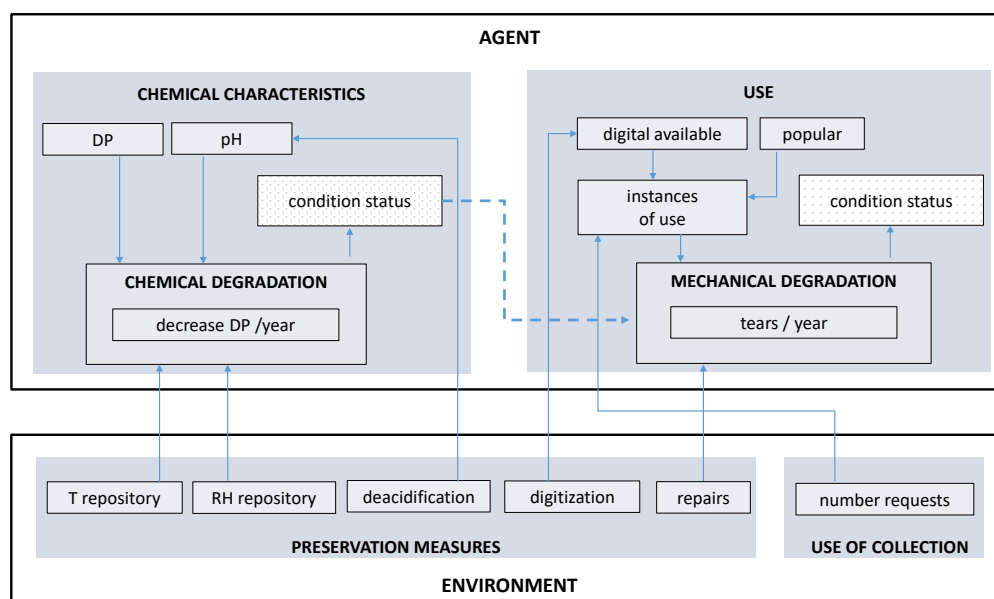 AGENT
CHEMICAL CHARACTERISTICS
DP
pH
condition status
CHEMICAL DEGRADATION
decrease DP /year
USE
digital available
popular
instances
of use
condition status
MECHANICAL DEGRADATION
tears / year
T repository
RH repository
deacidification
digitization
repairs
PRESERVATION MEASURES
number requests
USE OF COLLECTION
ENVIRONMENT